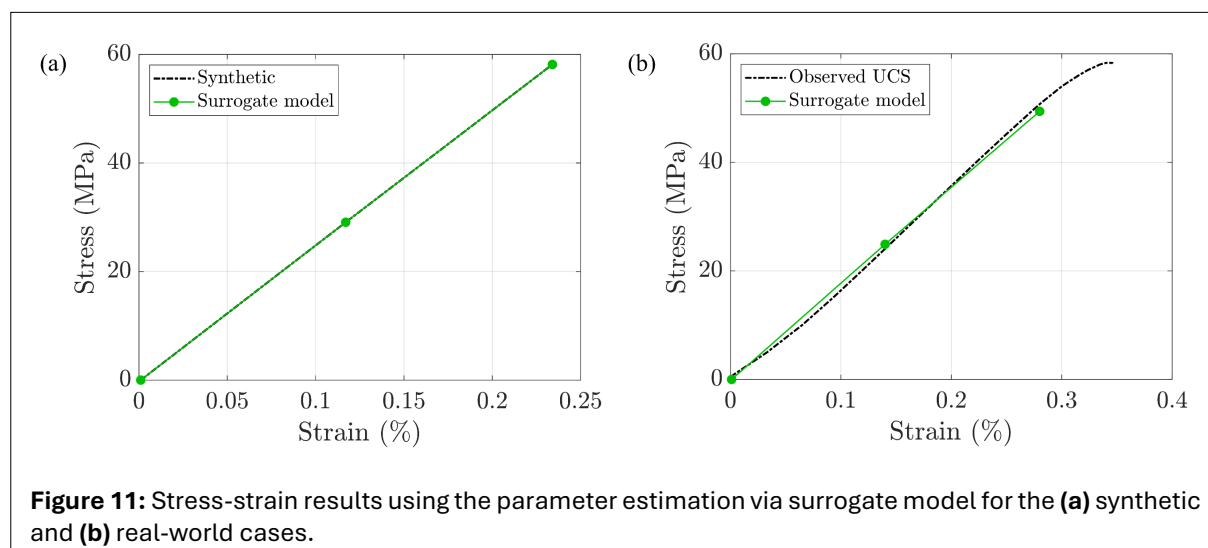 (a)
60
40
20
0
Stress (MPa)
Synthetic
Surrogate model
0 0.05 0.1 0.15 0.2 0.25
Strain (%)
(b)
60
40
20
0
Stress (MPa)
Observed UCS
Surrogate model
0 0.1 0.2 0.3 0.4
Strain (%)
Figure 11: Stress-strain results using the parameter estimation via surrogate model for the (a) synthetic
and (b) real-world cases.